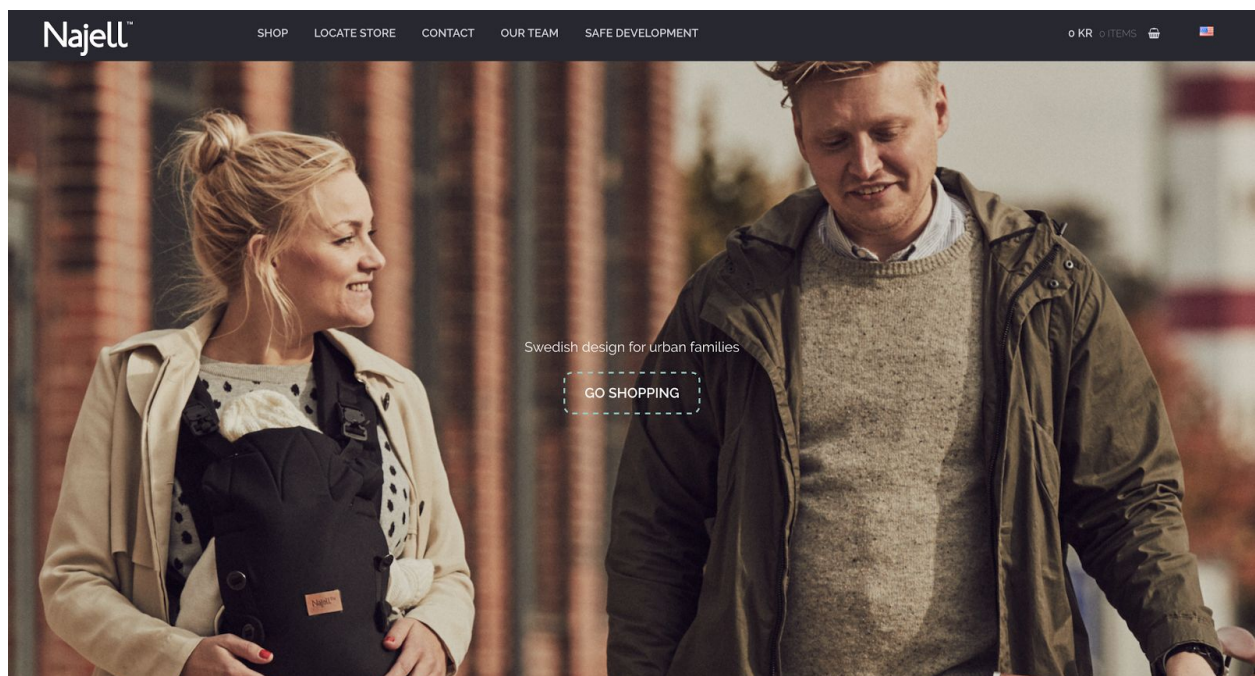 Najell™
SHOP LOCATE STORE CONTACT OUR TEAM SAFE DEVELOPMENT
0 KR 0 ITEMS
Swedish design for urban families
GO SHOPPING
Najell™